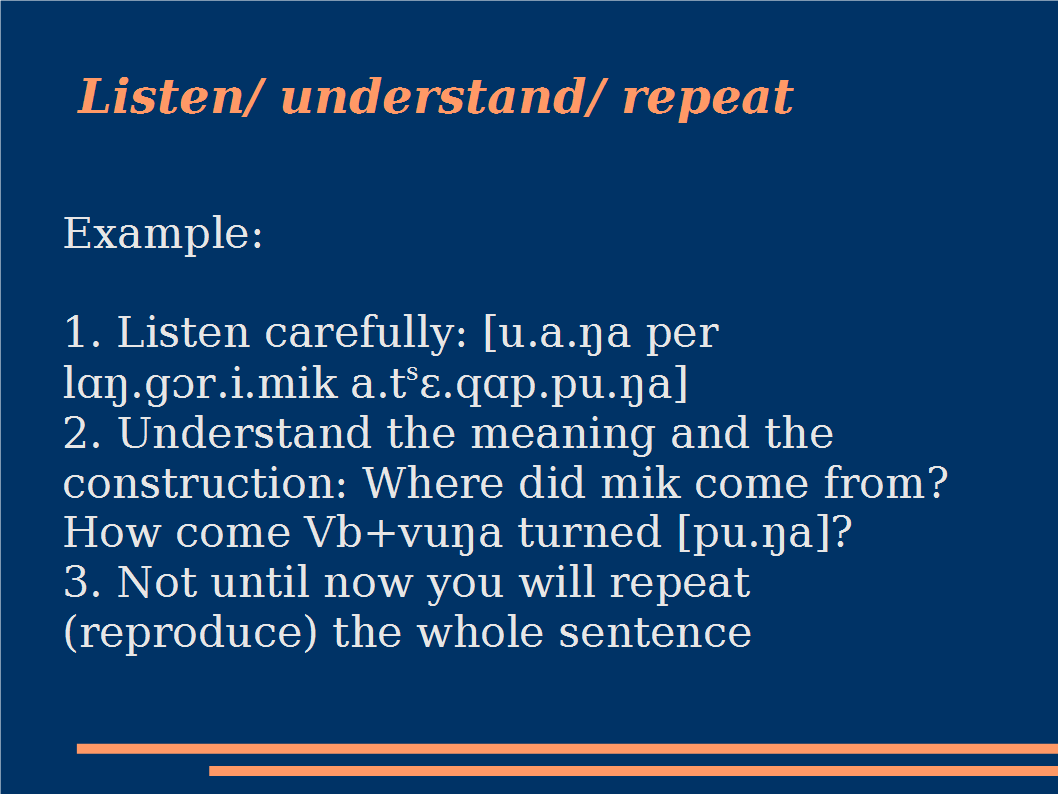 Listen/ understand/ repeat
Example:
1. Listen carefully: [u.a.ŋa per
lɑŋ.gɔr.i.mik a.tˢɛ.qɑp.pu.ŋa]
2. Understand the meaning and the
construction: Where did mik come from?
How come Vb+vuŋa turned [pu.ŋa]?
3. Not until now you will repeat
(reproduce) the whole sentence